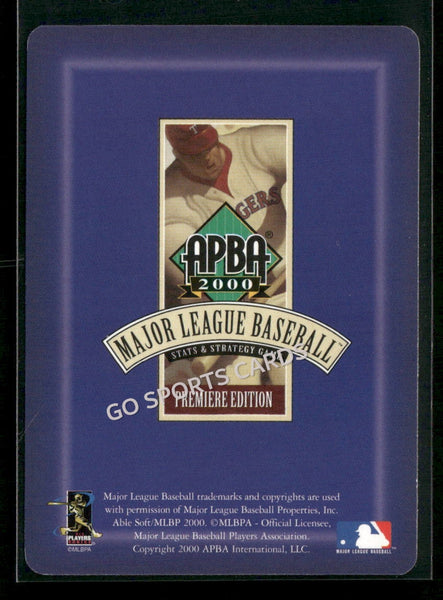 T
GERS
APBA®
2000
MAJOR LEAGUE BASEBALL™
STATS & STRATEGY
GO SPORTS CARDS
PREMIERE EDITION
Major League Baseball trademarks and copyrights are used
with permission of Major League Baseball Properties, Inc.
Able Soft/MLBP 2000. ©MLBPA - Official Licensee,
Major League Baseball Players Association.
Copyright 2000 APBA International, LLC.
PLAYERS
CHOICE
©MLBPA
MAJOR LEAGUE BASEBALL